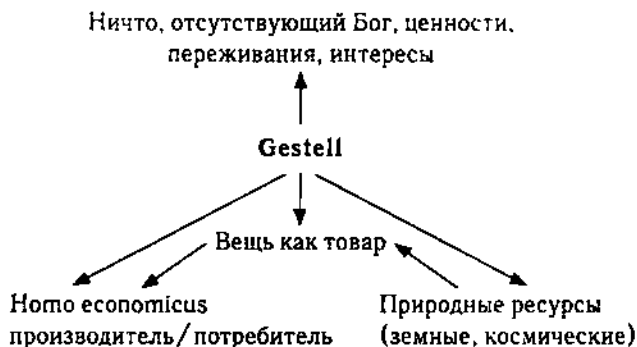 Ничто, отсутствующий Бог, ценности,
переживания, интересы
Gestell
Вещь как товар
Homo economicus
производитель/потребитель
Природные ресурсы
(земные, космические)